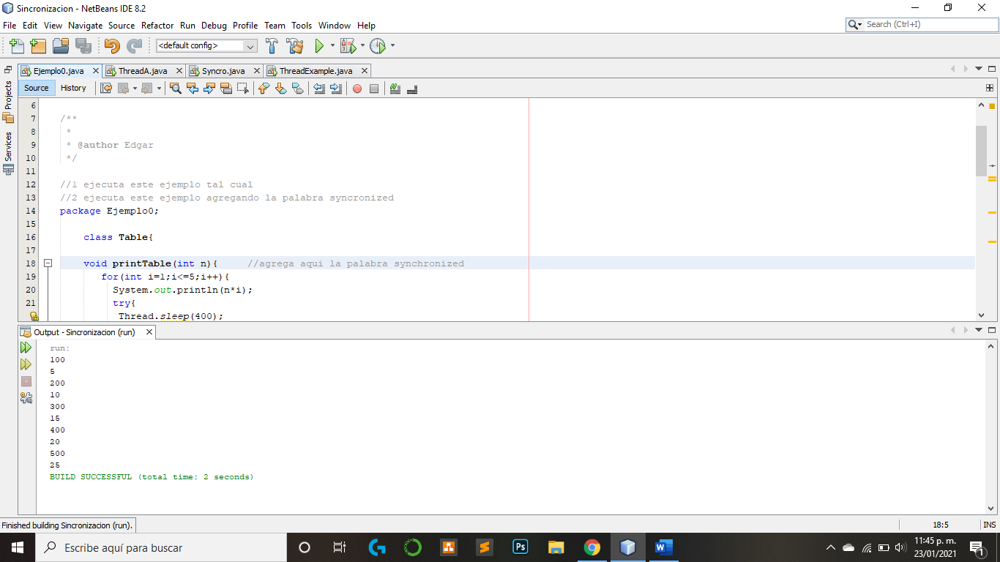 Sincronizacion - NetBeans IDE 8.2
File Edit View Navigate Source Refactor Run Debug Profile Team Tools Window Help
Search (Ctrl+I)
<default config>
Ejemplo0.java ThreadA.java Syncro.java ThreadExample.java
Projects
Services
Source History
6
7 /**
8 *
9 * @author Edgar
10 */
11
12 //1 ejecuta este ejemplo tal cual
13 //2 ejecuta este ejemplo agregando la palabra syncronized
14 package Ejemplo0;
15
16 class Table{
17
18 void printTable(int n){ //agrega aqui la palabra synchronized
19 for(int i=1;i<=5;i++){
20 System.out.println(n*i);
21 try{
Thread.sleep(400);
Output - Sincronizacion (run)
run:
100
5
200
10
300
15
400
20
500
25
BUILD SUCCESSFUL (total time: 2 seconds)
Finished building Sincronizacion (run).
18:5 INS
Escribe aquí para buscar
Ps
W
11:45 p. m.
23/01/2021
1